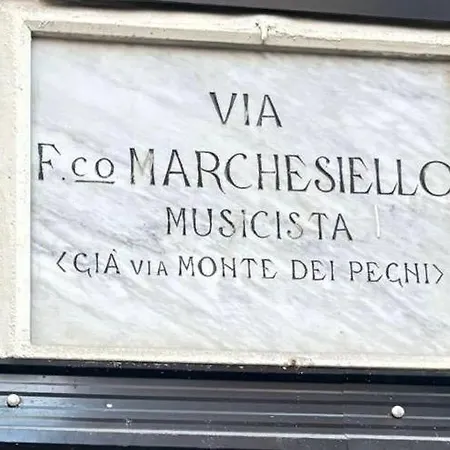 VIA
F.co MARCHESIELLO
MUSICISTA
<GIÀ VIA MONTE DEI PEGNI>